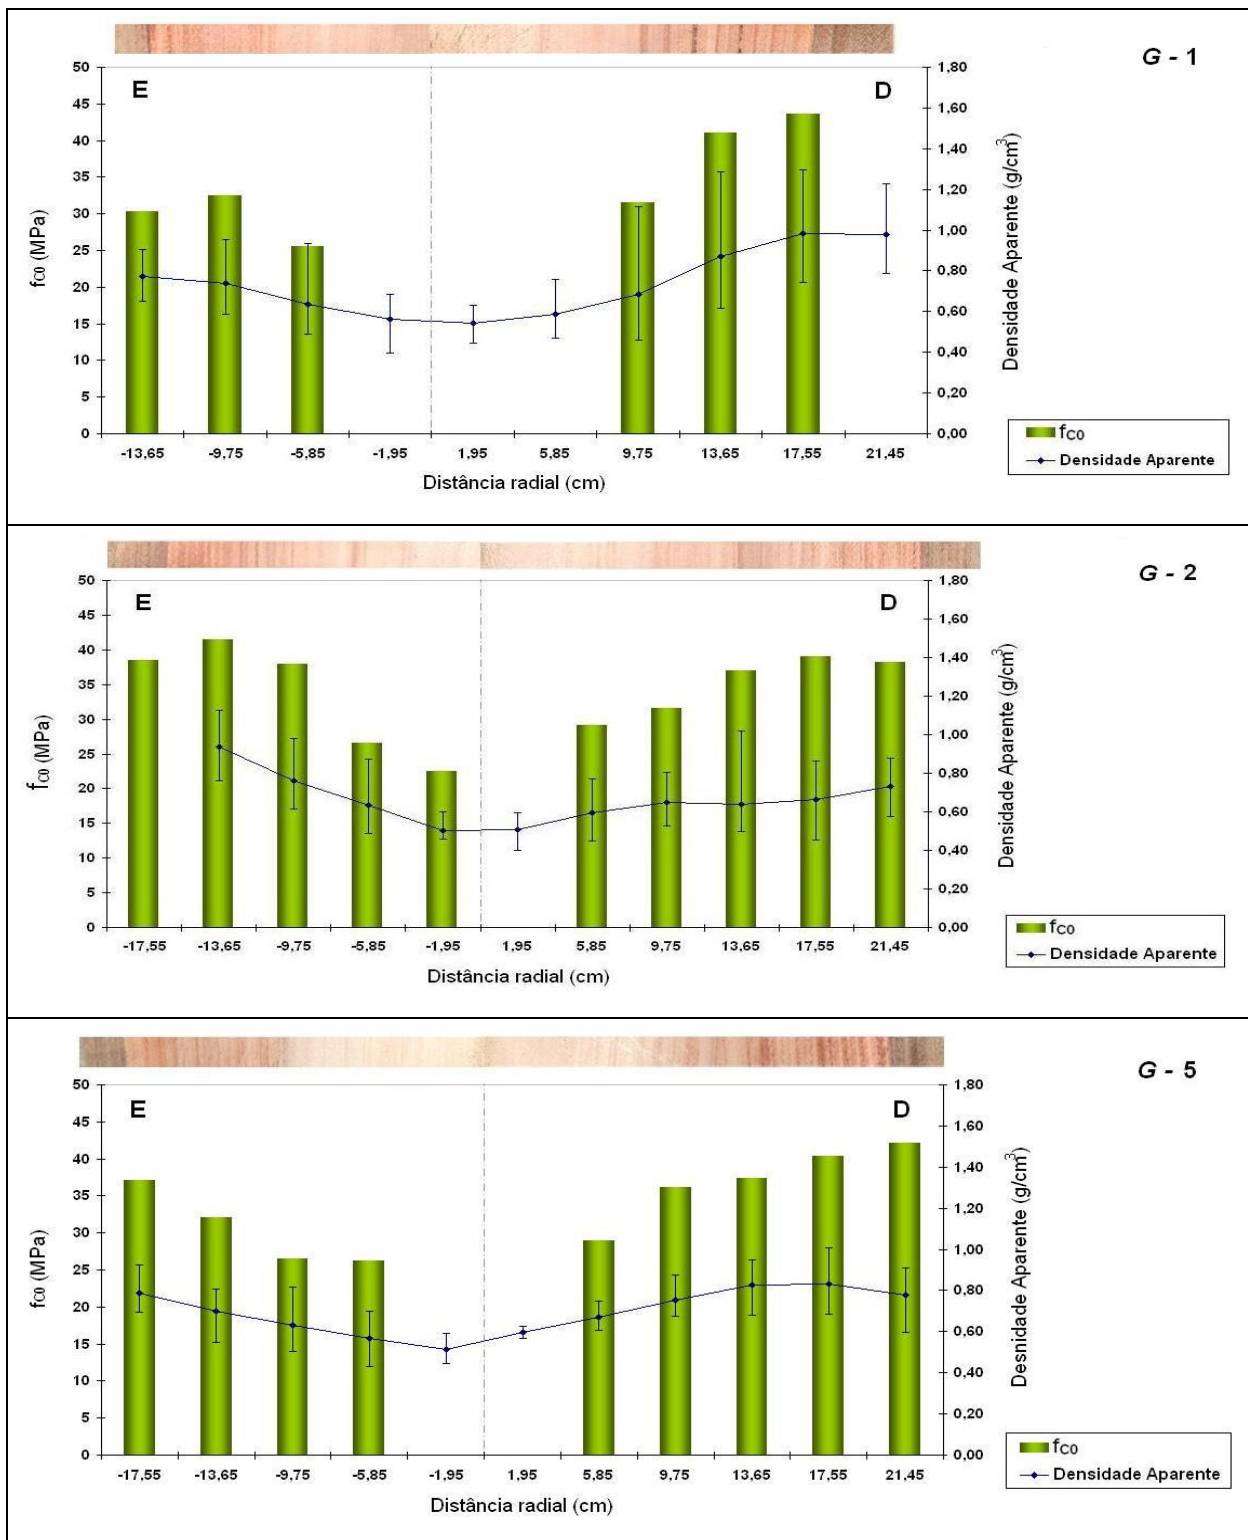 G - 1
E
D
50
45
40
35
30
25
20
15
10
5
0
f_C0 (MPa)
1,80
1,60
1,40
1,20
1,00
0,80
0,60
0,40
0,20
0,00
Densidade Aparente (g/cm³)
-13,65 -9,75 -5,85 -1,95 1,95 5,85 9,75 13,65 17,55 21,45
Distância radial (cm)
f_C0
Densidade Aparente
G - 2
E
D
50
45
40
35
30
25
20
15
10
5
0
f_C0 (MPa)
1,80
1,60
1,40
1,20
1,00
0,80
0,60
0,40
0,20
0,00
Densidade Aparente (g/cm³)
-17,55 -13,65 -9,75 -5,85 -1,95 1,95 5,85 9,75 13,65 17,55 21,45
Distância radial (cm)
f_C0
Densidade Aparente
G - 5
E
D
50
45
40
35
30
25
20
15
10
5
0
f_C0 (MPa)
1,80
1,60
1,40
1,20
1,00
0,80
0,60
0,40
0,20
0,00
Desnidade Aparente (g/cm³)
-17,55 -13,65 -9,75 -5,85 -1,95 1,95 5,85 9,75 13,65 17,55 21,45
Distância radial (cm)
f_C0
Densidade Aparente